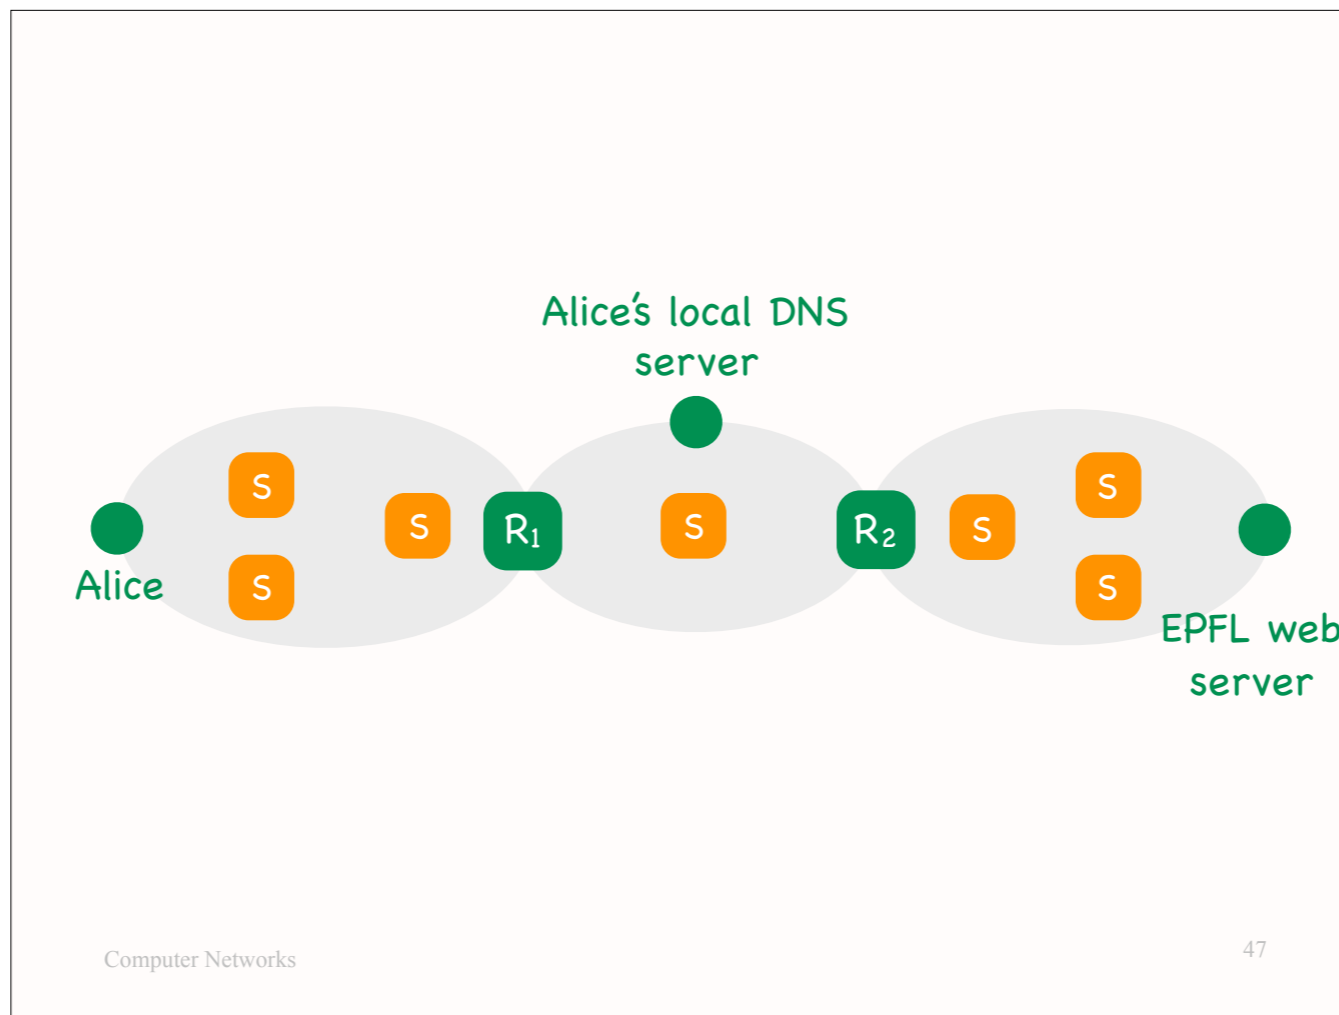 Alice's local DNS
server
S
S
S
S
S
S
S
R1
R2
Alice
EPFL web
server
Computer Networks
47